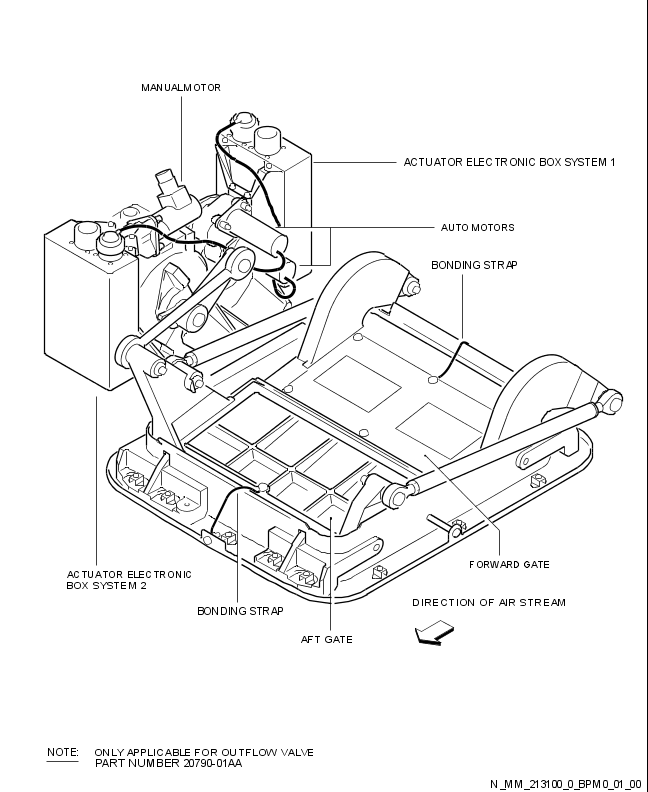 MANUALMOTOR
ACTUATOR ELECTRONIC BOX SYSTEM 1
AUTO MOTORS
BONDING STRAP
FORWARD GATE
ACTUATOR ELECTRONIC
BOX SYSTEM 2
BONDING STRAP
DIRECTION OF AIR STREAM
AFT GATE
NOTE: ONLY APPLICABLE FOR OUTFLOW VALVE
PART NUMBER 20790-01AA
N_MM_213100_0_BPM0_01_00